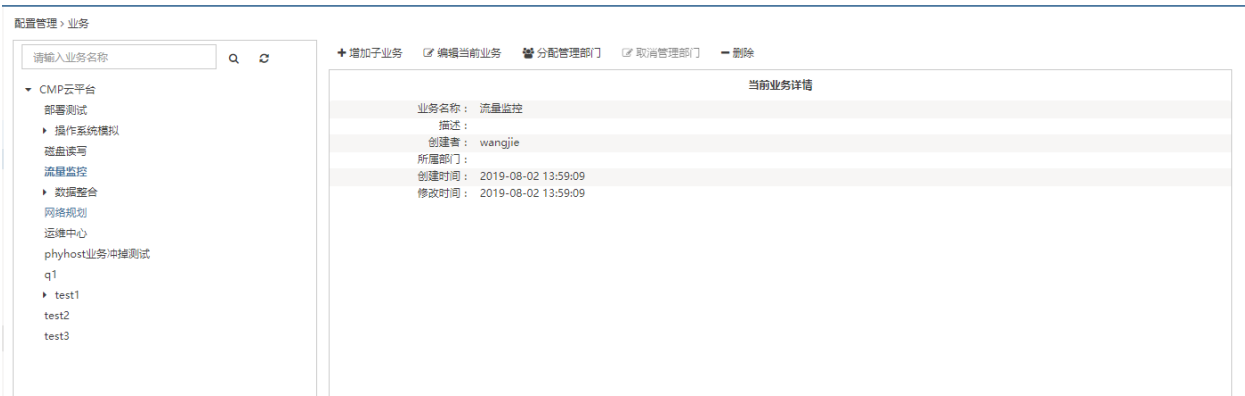 配置管理 › 业务
请输入业务名称
CMP云平台
部署测试
操作系统模拟
磁盘读写
流量监控
数据整合
网络规划
运维中心
phyhost业务冲掉测试
q1
test1
test2
test3
增加子业务 编辑当前业务 分配管理部门 取消管理部门 删除
当前业务详情
业务名称： 流量监控
描述：
创建者： wangjie
所属部门：
创建时间： 2019-08-02 13:59:09
修改时间： 2019-08-02 13:59:09